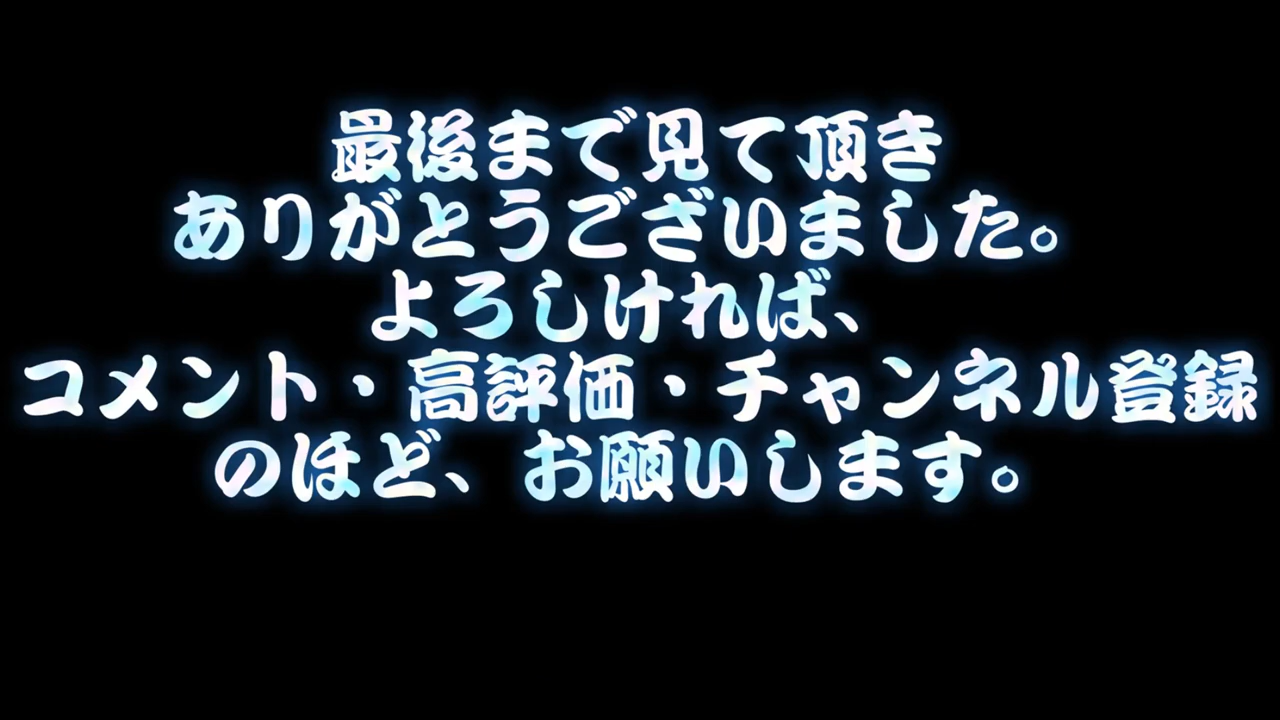 最後まで見て頂き
ありがとうございました。
よろしければ、
コメント・高評価・チャンネル登録
のほど、お願いします。